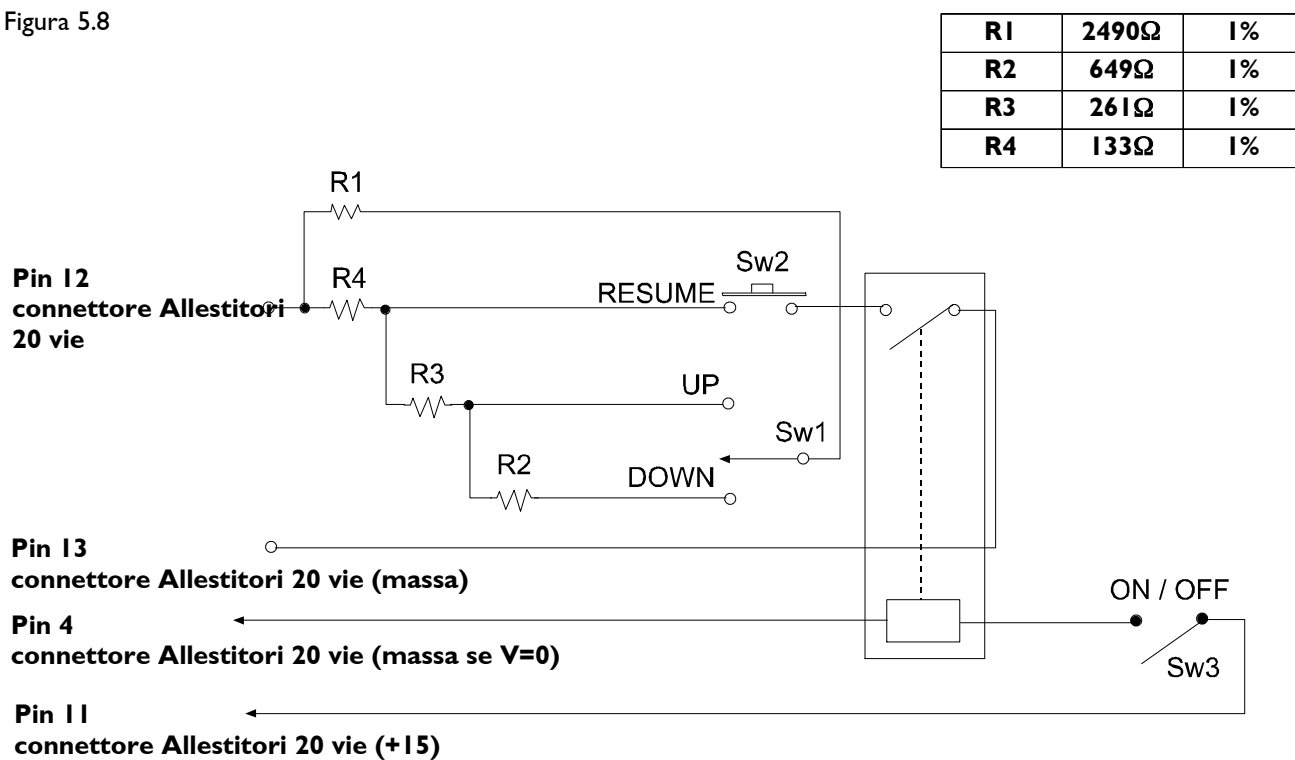 Figura 5.8
R1 2490Ω 1%
R2 649Ω 1%
R3 261Ω 1%
R4 133Ω 1%
R1
Pin 12
connettore Allestitori
20 vie
R4
RESUME
Sw2
R3
UP
Sw1
R2
DOWN
Pin 13
connettore Allestitori 20 vie (massa)
ON / OFF
Pin 4
connettore Allestitori 20 vie (massa se V=0)
Sw3
Pin 11
connettore Allestitori 20 vie (+15)